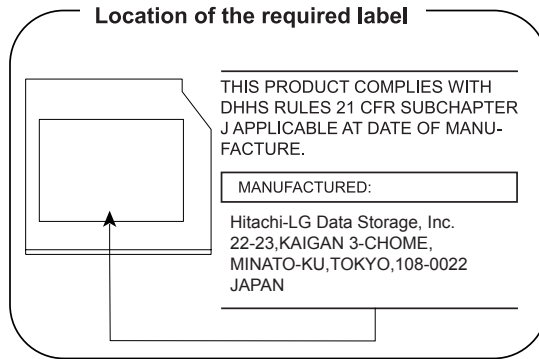 Location of the required label
THIS PRODUCT COMPLIES WITH
DHHS RULES 21 CFR SUBCHAPTER
J APPLICABLE AT DATE OF MANU-
FACTURE.
MANUFACTURED:
Hitachi-LG Data Storage, Inc.
22-23,KAIGAN 3-CHOME,
MINATO-KU,TOKYO,108-0022
JAPAN